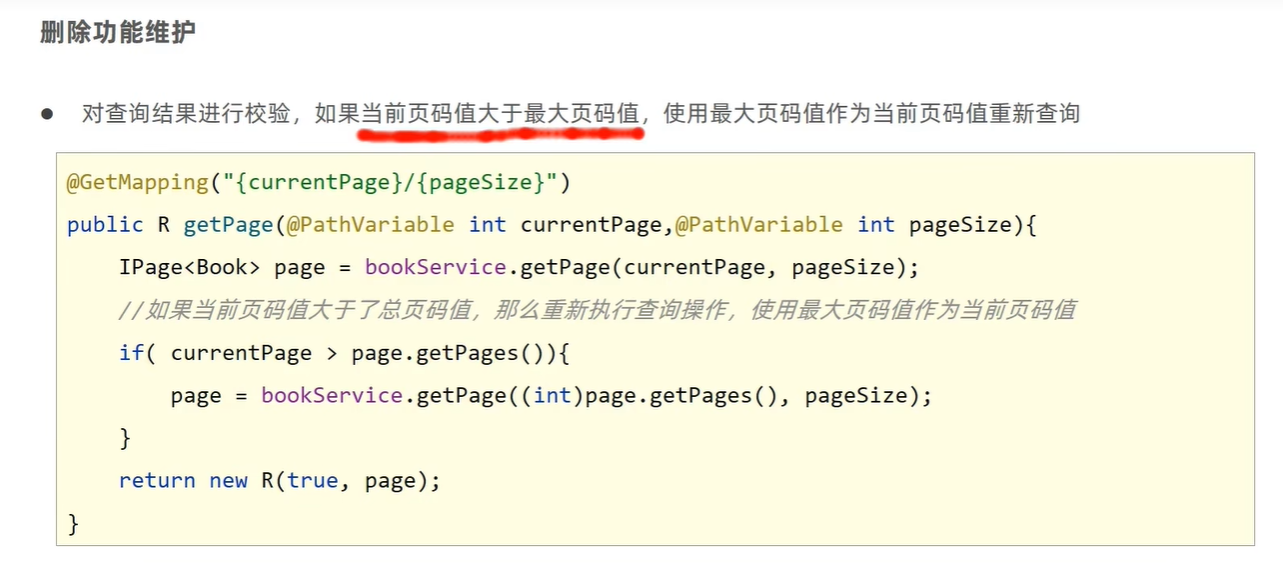 删除功能维护
● 对查询结果进行校验，如果当前页码值大于最大页码值，使用最大页码值作为当前页码值重新查询
@GetMapping("{currentPage}/{pageSize}")
public R getPage(@PathVariable int currentPage,@PathVariable int pageSize){
    IPage<Book> page = bookService.getPage(currentPage, pageSize);
    //如果当前页码值大于了总页码值，那么重新执行查询操作，使用最大页码值作为当前页码值
    if( currentPage > page.getPages()){
        page = bookService.getPage((int)page.getPages(), pageSize);
    }
    return new R(true, page);
}